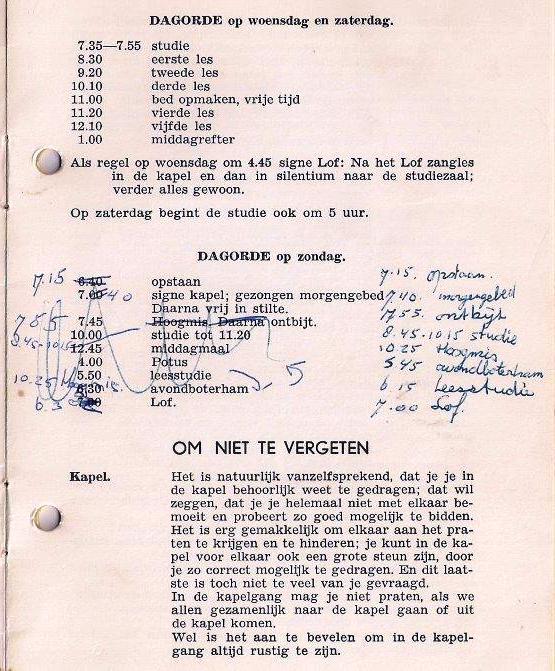 DAGORDE op woensdag en zaterdag.
7.35—7.55 studie
8.30 eerste les
9.20 tweede les
10.10 derde les
11.00 bed opmaken, vrije tijd
11.20 vierde les
12.10 vijfde les
1.00 middagrefter
Als regel op woensdag om 4.45 signe Lof: Na het Lof zangles
in de kapel en dan in silentium naar de studiezaal;
verder alles gewoon.
Op zaterdag begint de studie ook om 5 uur.
DAGORDE op zondag.
7.15 6.40 opstaan 7.15. opstaan.
7.00 40 signe kapel; gezongen morgengebed 7.40. morgengebed
Daarna vrij in stilte. 7.55. ontbijt
7.45 Hoogmis. Daarna ontbijt. 8.45-10.15 studie
8.45-10.15 10.00 studie tot 11.20 10.25 Hoogmis
12.45 middagmaal 5.45 avondboterham
4.00 Potus 6.15 Leesstudie
5.50 leesstudie 7.00 Lof.
10.25 6.30 avondboterham
Lof.
OM NIET TE VERGETEN
Kapel. Het is natuurlijk vanzelfsprekend, dat je je in
de kapel behoorlijk weet te gedragen; dat wil
zeggen, dat je je helemaal niet met elkaar be-
moeit en probeert zo goed mogelijk te bidden.
Het is erg gemakkelijk om elkaar aan het pra-
ten te krijgen en te hinderen; je kunt in de ka-
pel voor elkaar ook een grote steun zijn, door
je zo correct mogelijk te gedragen. En dit laat-
ste is toch niet te veel van je gevraagd.
In de kapelgang mag je niet praten, als we
allen gezamenlijk naar de kapel gaan of uit
de kapel komen.
Wel is het aan te bevelen om in de kapel-
gang altijd rustig te zijn.